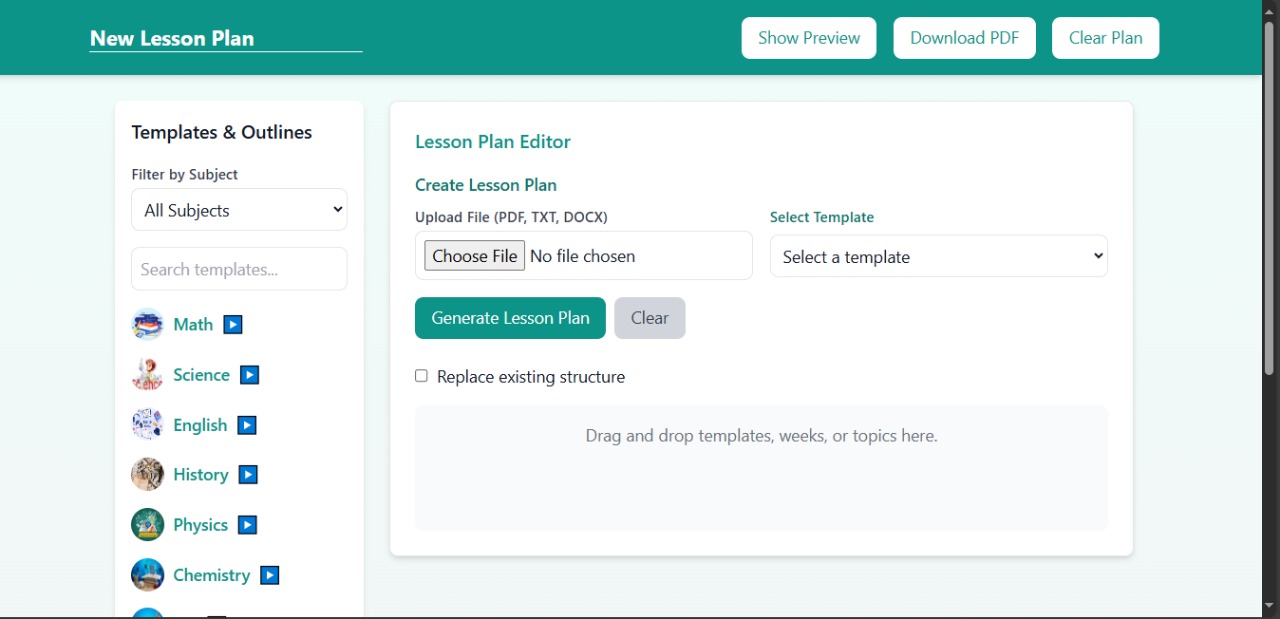 New Lesson Plan
Show Preview
Download PDF
Clear Plan
Templates & Outlines
Filter by Subject
All Subjects
Search templates...
Math
Science
English
History
Physics
Chemistry
Lesson Plan Editor
Create Lesson Plan
Upload File (PDF, TXT, DOCX)
Choose File No file chosen
Select Template
Select a template
Generate Lesson Plan
Clear
Replace existing structure
Drag and drop templates, weeks, or topics here.